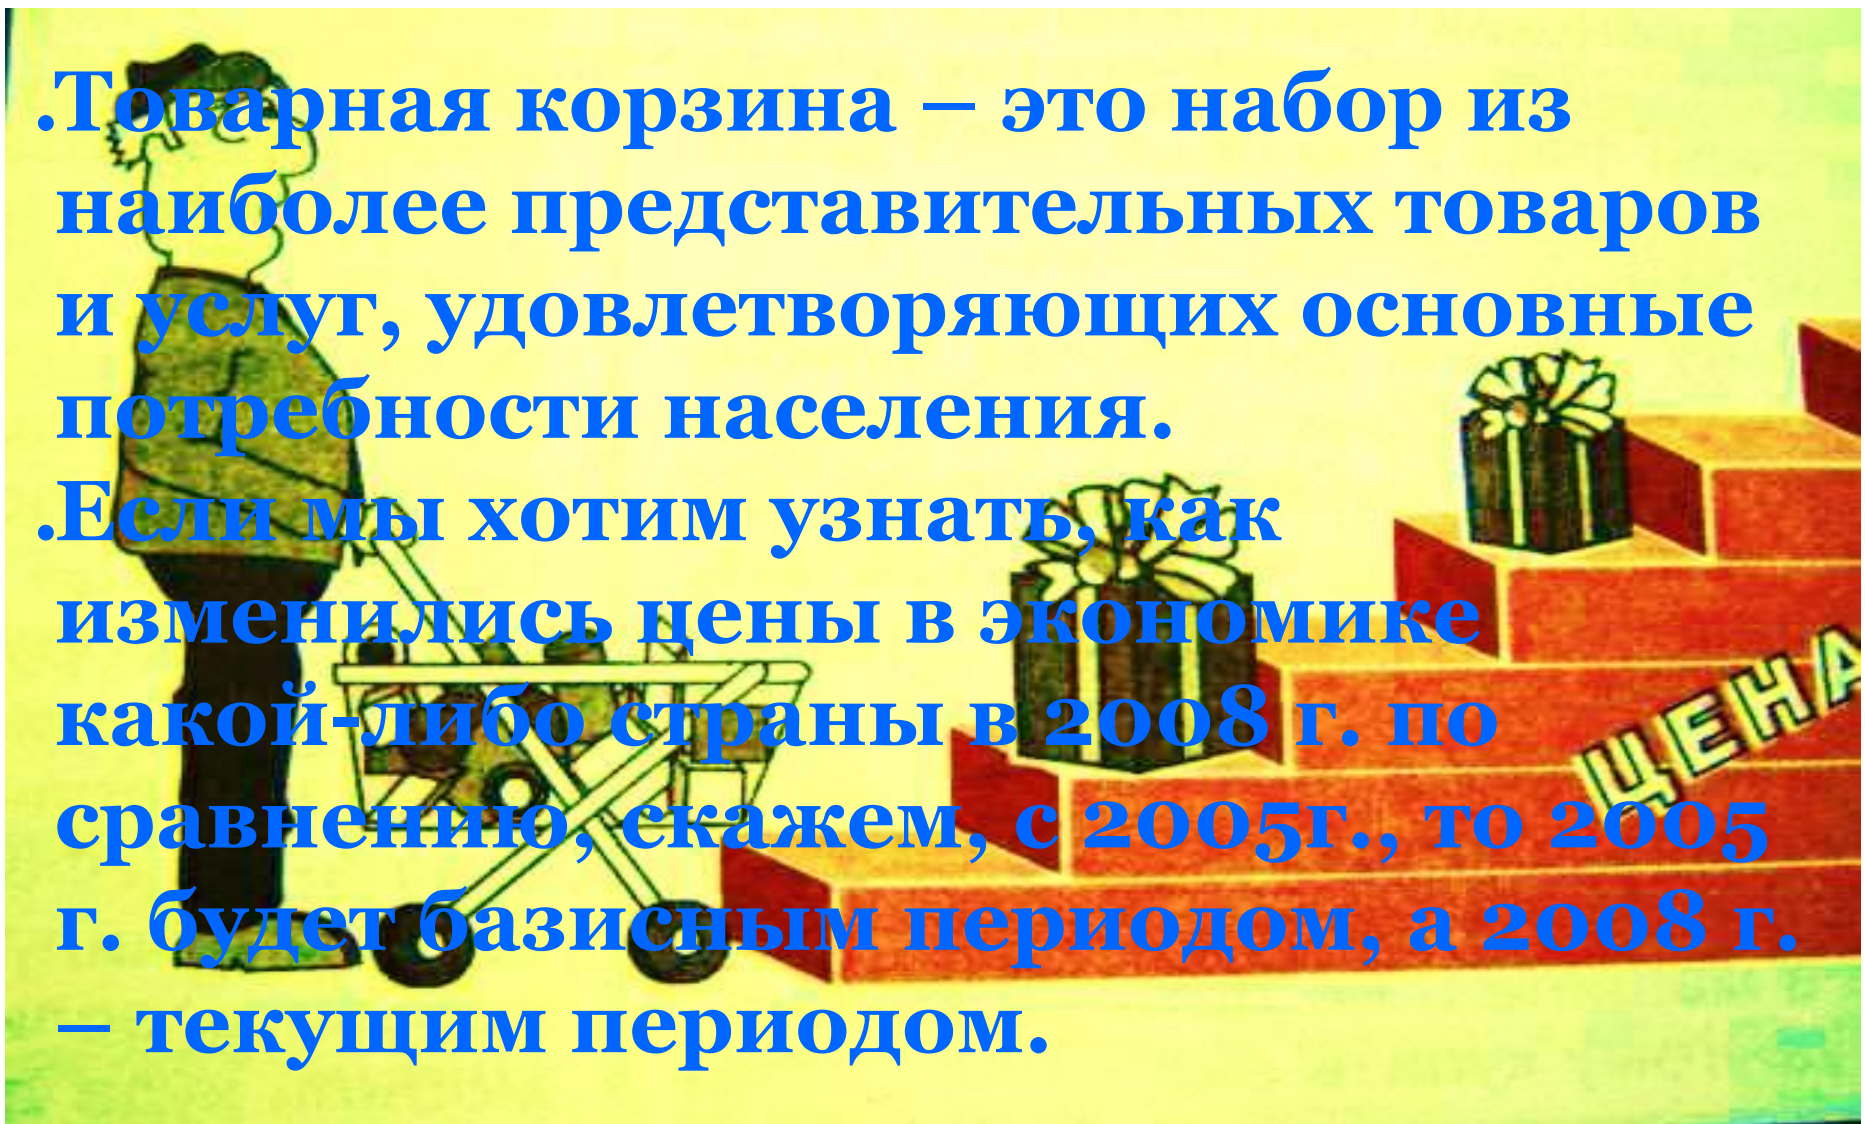 .Товарная корзина – это набор из
наиболее представительных товаров
и услуг, удовлетворяющих основные
потребности населения.
.Если мы хотим узнать, как
изменились цены в экономике
какой-либо страны в 2008 г. по
сравнению, скажем, с 2005г., то 2005
г. будет базисным периодом, а 2008 г.
– текущим периодом.
ЦЕНА